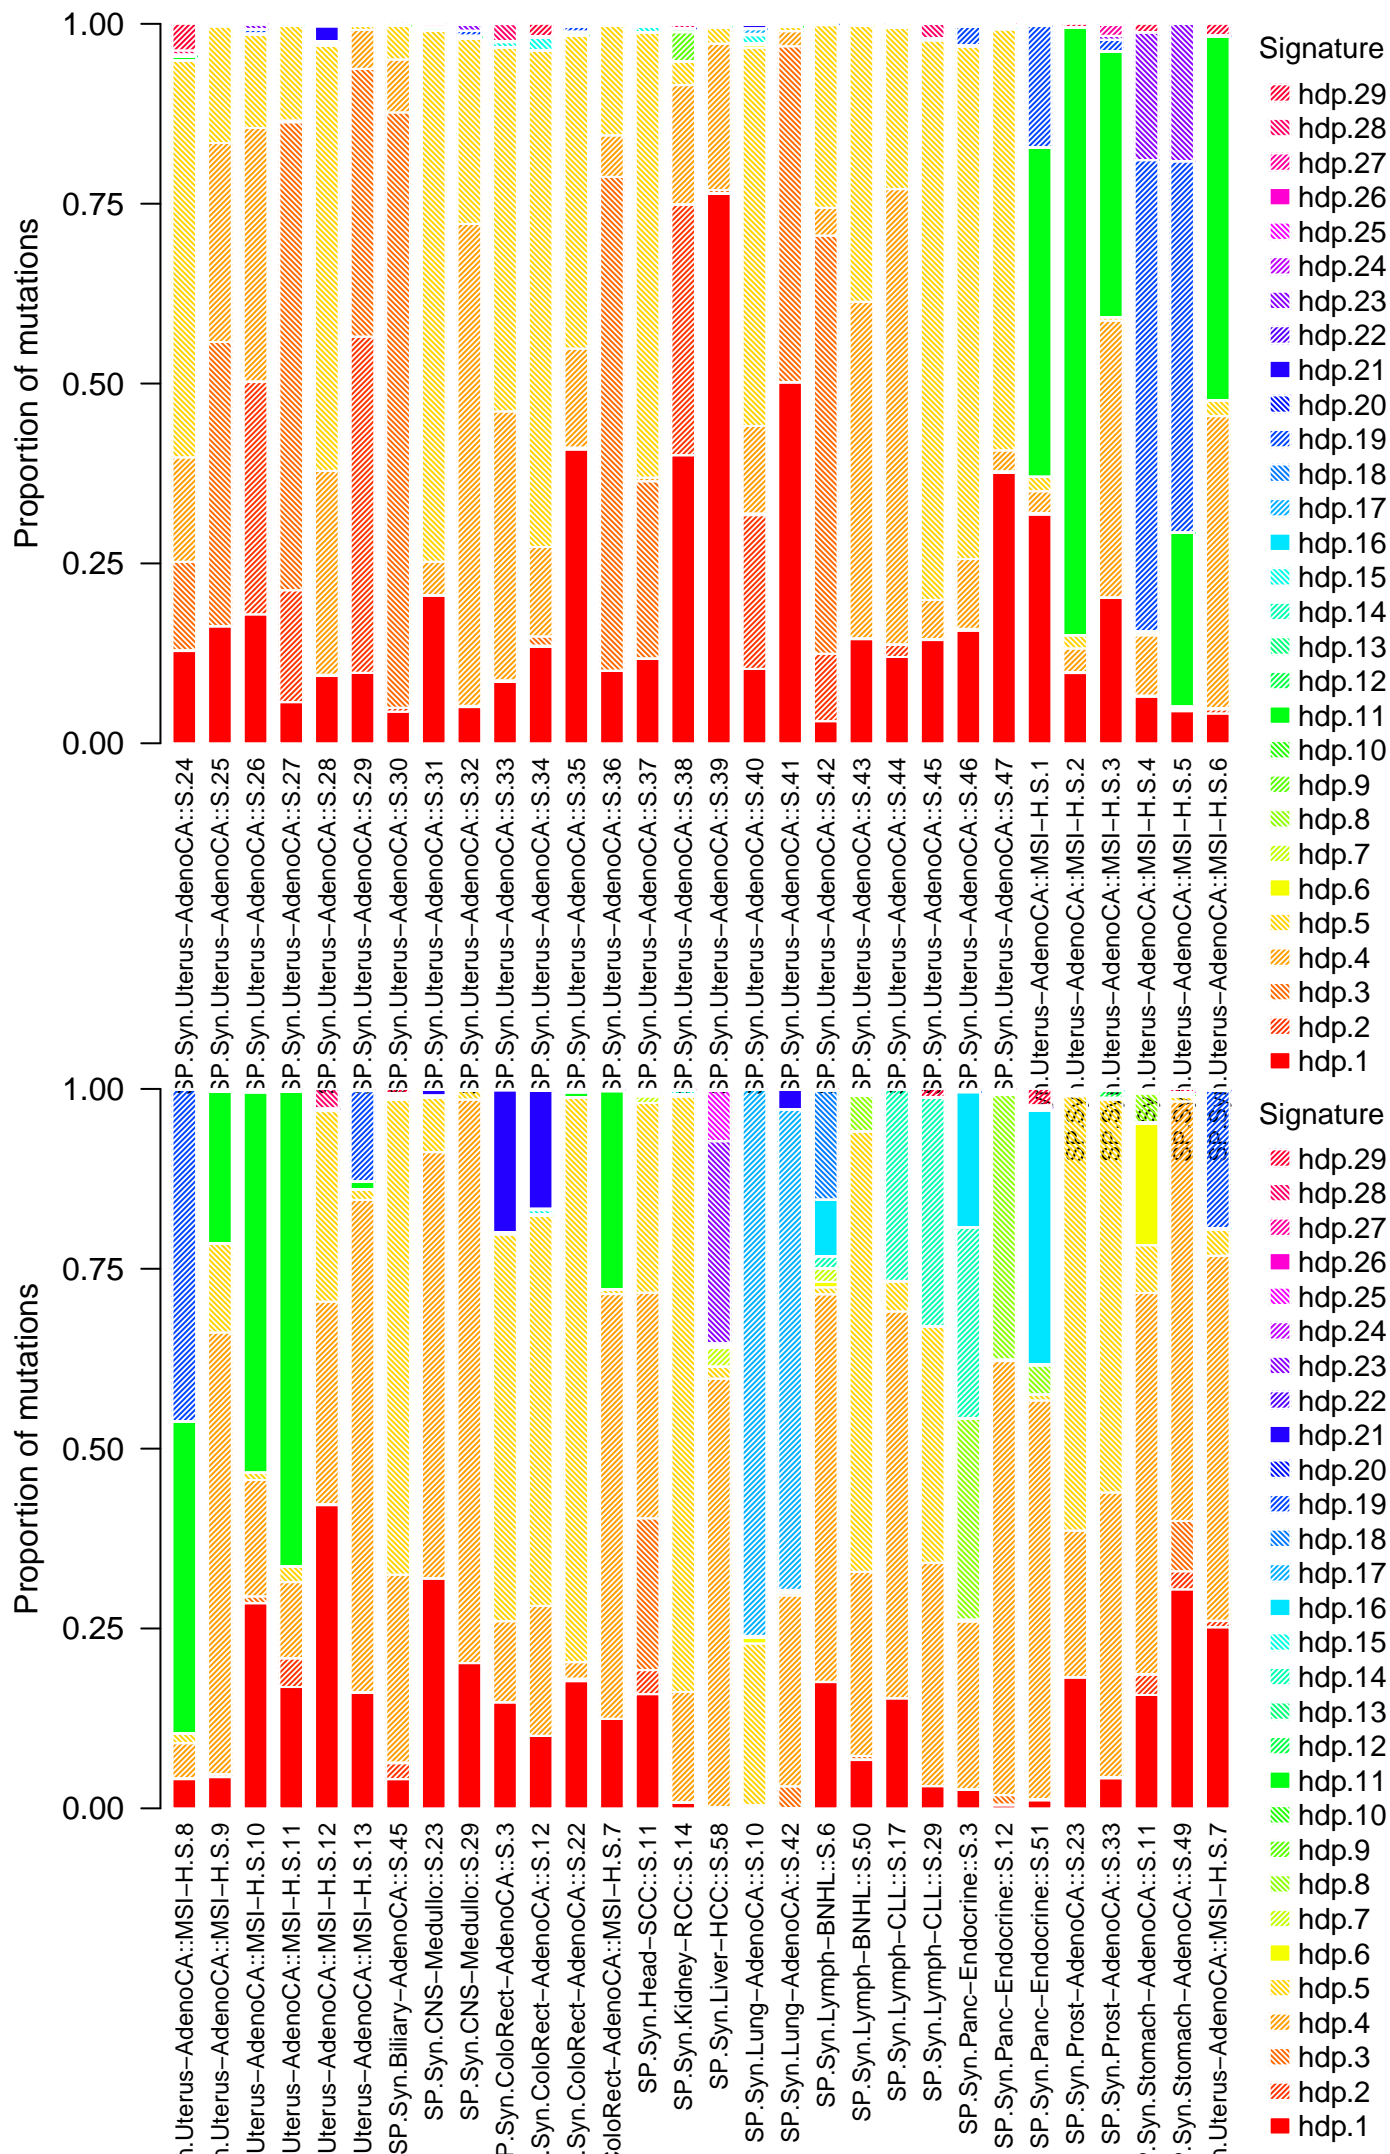 Proportion of mutations
1.00
0.75
0.50
0.25
0.00
SP.Syn.Uterus−AdenoCA::S.24
SP.Syn.Uterus−AdenoCA::S.25
SP.Syn.Uterus−AdenoCA::S.26
SP.Syn.Uterus−AdenoCA::S.27
SP.Syn.Uterus−AdenoCA::S.28
SP.Syn.Uterus−AdenoCA::S.29
SP.Syn.Uterus−AdenoCA::S.30
SP.Syn.Uterus−AdenoCA::S.31
SP.Syn.Uterus−AdenoCA::S.32
SP.Syn.Uterus−AdenoCA::S.33
SP.Syn.Uterus−AdenoCA::S.34
SP.Syn.Uterus−AdenoCA::S.35
SP.Syn.Uterus−AdenoCA::S.36
SP.Syn.Uterus−AdenoCA::S.37
SP.Syn.Uterus−AdenoCA::S.38
SP.Syn.Uterus−AdenoCA::S.39
SP.Syn.Uterus−AdenoCA::S.40
SP.Syn.Uterus−AdenoCA::S.41
SP.Syn.Uterus−AdenoCA::S.42
SP.Syn.Uterus−AdenoCA::S.43
SP.Syn.Uterus−AdenoCA::S.44
SP.Syn.Uterus−AdenoCA::S.45
SP.Syn.Uterus−AdenoCA::S.46
SP.Syn.Uterus−AdenoCA::S.47
n.Uterus−AdenoCA::MSI−H.S.1
SP.Syn.Uterus−AdenoCA::MSI−H.S.2
SP.Syn.Uterus−AdenoCA::MSI−H.S.3
SP.Syn.Uterus−AdenoCA::MSI−H.S.4
SP.Syn.Uterus−AdenoCA::MSI−H.S.5
SP.Syn.Uterus−AdenoCA::MSI−H.S.6
Signature
hdp.29
hdp.28
hdp.27
hdp.26
hdp.25
hdp.24
hdp.23
hdp.22
hdp.21
hdp.20
hdp.19
hdp.18
hdp.17
hdp.16
hdp.15
hdp.14
hdp.13
hdp.12
hdp.11
hdp.10
hdp.9
hdp.8
hdp.7
hdp.6
hdp.5
hdp.4
hdp.3
hdp.2
hdp.1
Proportion of mutations
1.00
0.75
0.50
0.25
0.00
n.Uterus−AdenoCA::MSI−H.S.8
n.Uterus−AdenoCA::MSI−H.S.9
Uterus−AdenoCA::MSI−H.S.10
Uterus−AdenoCA::MSI−H.S.11
Uterus−AdenoCA::MSI−H.S.12
Uterus−AdenoCA::MSI−H.S.13
SP.Syn.Biliary−AdenoCA::S.45
SP.Syn.CNS−Medullo::S.23
SP.Syn.CNS−Medullo::S.29
P.Syn.ColoRect−AdenoCA::S.3
.Syn.ColoRect−AdenoCA::S.12
.Syn.ColoRect−AdenoCA::S.22
ColoRect−AdenoCA::MSI−H.S.7
SP.Syn.Head−SCC::S.11
SP.Syn.Kidney−RCC::S.14
SP.Syn.Liver−HCC::S.58
SP.Syn.Lung−AdenoCA::S.10
SP.Syn.Lung−AdenoCA::S.42
SP.Syn.Lymph−BNHL::S.6
SP.Syn.Lymph−BNHL::S.50
SP.Syn.Lymph−CLL::S.17
SP.Syn.Lymph−CLL::S.29
SP.Syn.Panc−Endocrine::S.3
SP.Syn.Panc−Endocrine::S.12
SP.Syn.Panc−Endocrine::S.51
SP.Syn.Prost−AdenoCA::S.23
SP.Syn.Prost−AdenoCA::S.33
.Syn.Stomach−AdenoCA::S.11
.Syn.Stomach−AdenoCA::S.49
n.Uterus−AdenoCA::MSI−H.S.7
Signature
hdp.29
hdp.28
hdp.27
hdp.26
hdp.25
hdp.24
hdp.23
hdp.22
hdp.21
hdp.20
hdp.19
hdp.18
hdp.17
hdp.16
hdp.15
hdp.14
hdp.13
hdp.12
hdp.11
hdp.10
hdp.9
hdp.8
hdp.7
hdp.6
hdp.5
hdp.4
hdp.3
hdp.2
hdp.1